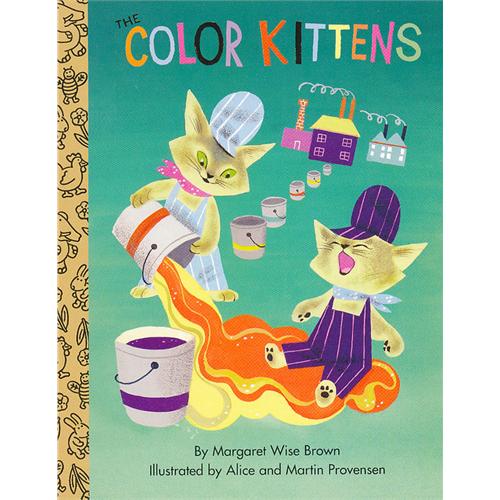 THE
COLOR KITTENS
By Margaret Wise Brown
Illustrated by Alice and Martin Provensen